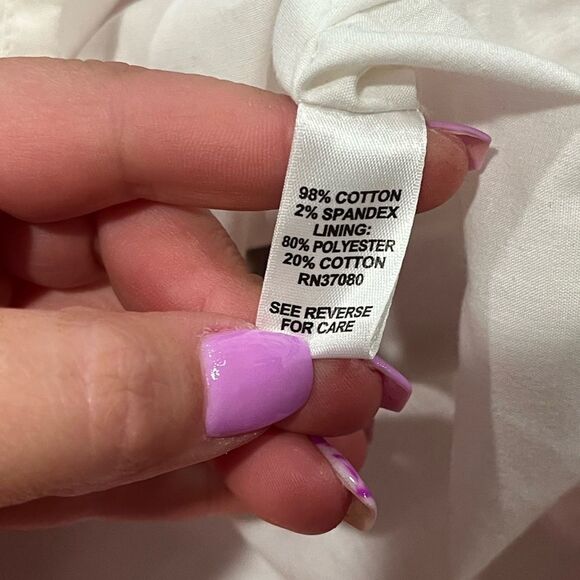 98% COTTON
2% SPANDEX
LINING:
80% POLYESTER
20% COTTON
RN37080
SEE REVERSE
FOR CARE